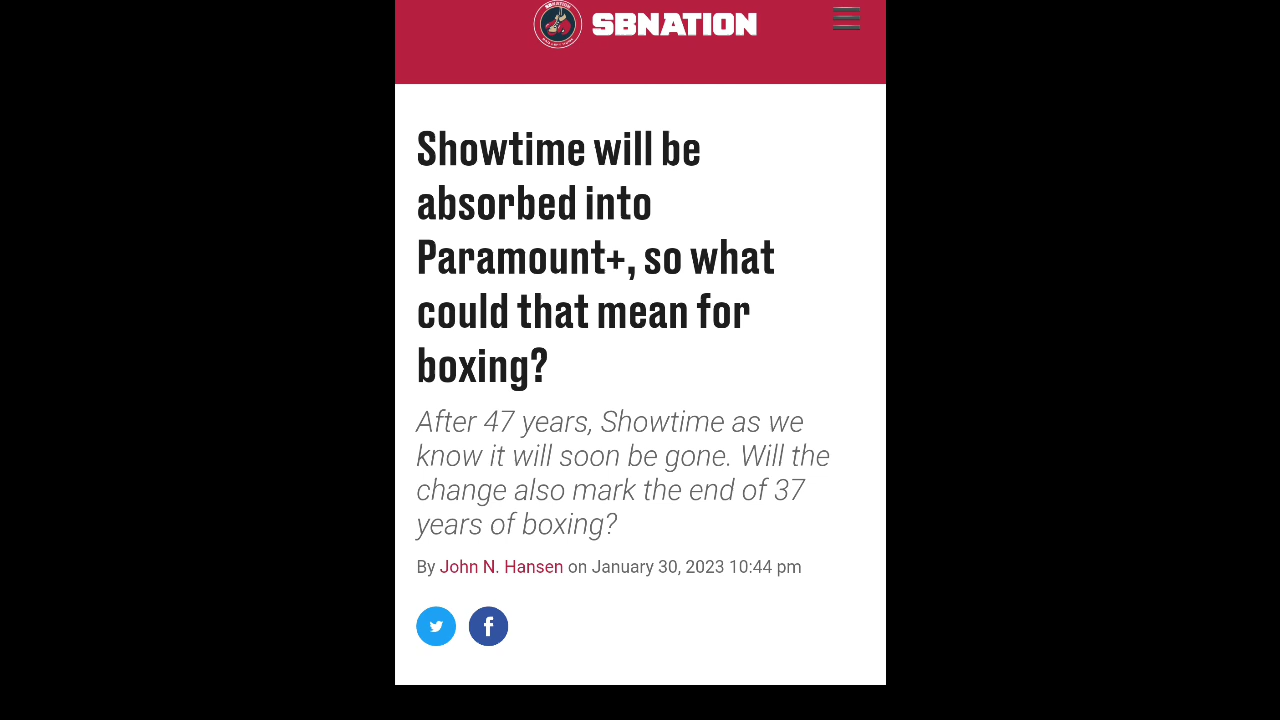 SBNATION
Showtime will be
absorbed into
Paramount+, so what
could that mean for
boxing?
After 47 years, Showtime as we
know it will soon be gone. Will the
change also mark the end of 37
years of boxing?
By John N. Hansen on January 30, 2023 10:44 pm